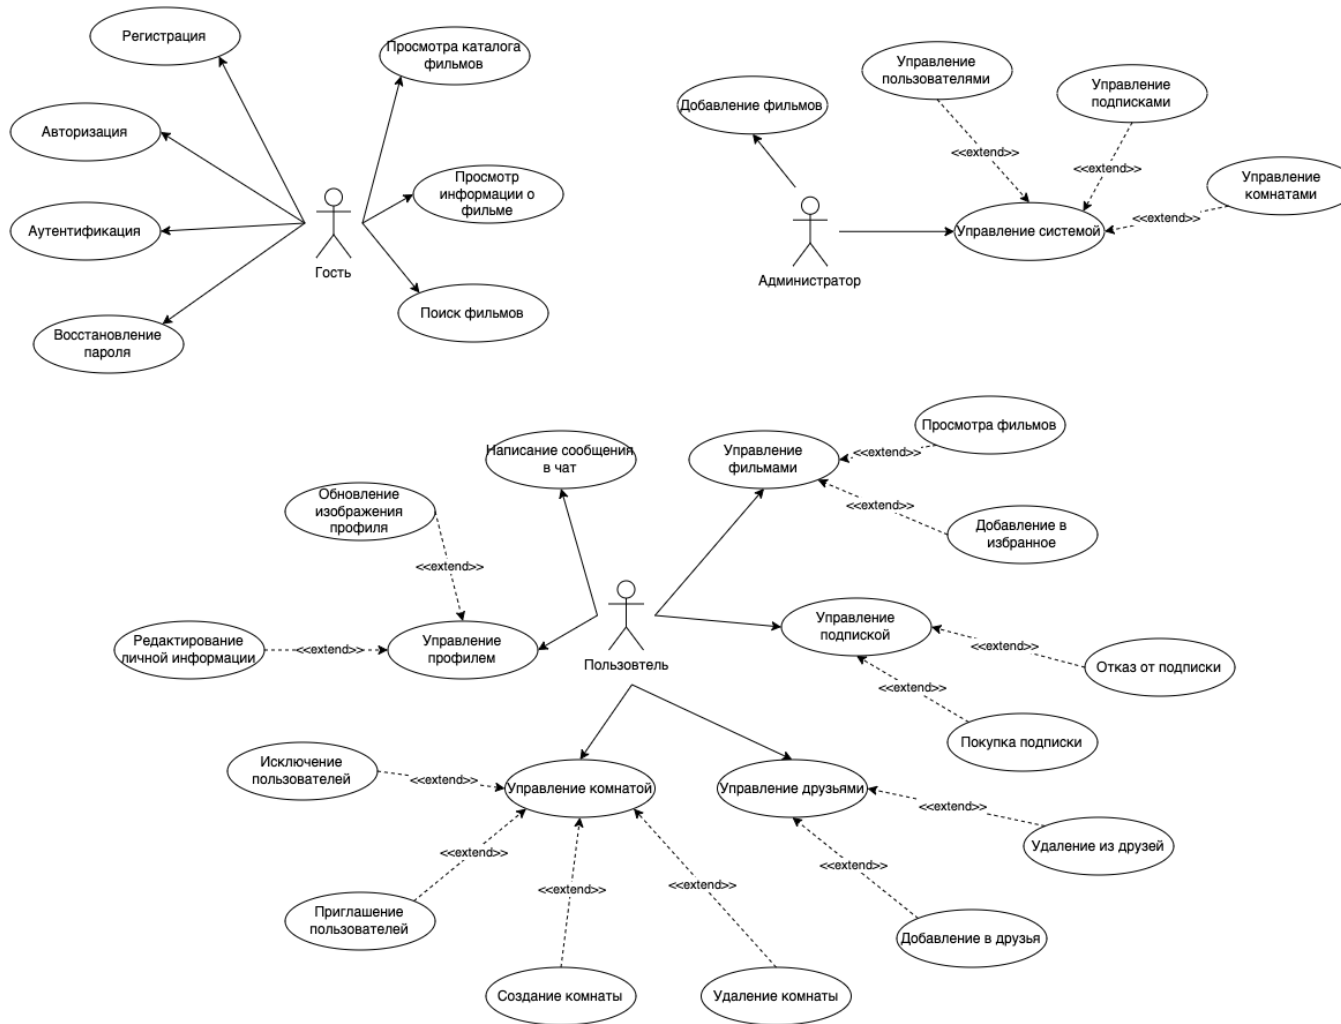 Регистрация
Просмотра каталога
фильмов
Авторизация
Просмотр
информации о
фильме
Аутентификация
Гость
Восстановление
пароля
Поиск фильмов
Управление
пользователями
Управление
подписками
Добавление фильмов
<<extend>>
<<extend>>
Управление
комнатами
<<extend>>
Управление системой
Администратор
Написание сообщения
в чат
Управление
фильмами
Просмотра фильмов
<<extend>>
Обновление
изображения
профиля
<<extend>>
Добавление в
избранное
<<extend>>
Редактирование
личной информации
<<extend>>
Управление
профилем
Пользовтель
Управление
подпиской
<<extend>>
Отказ от подписки
<<extend>>
Покупка подписки
Исключение
пользователей
<<extend>>
Управление комнатой
Управление друзьями
<<extend>>
Удаление из друзей
<<extend>>
<<extend>>
<<extend>>
<<extend>>
Приглашение
пользователей
Добавление в друзья
Создание комнаты
Удаление комнаты